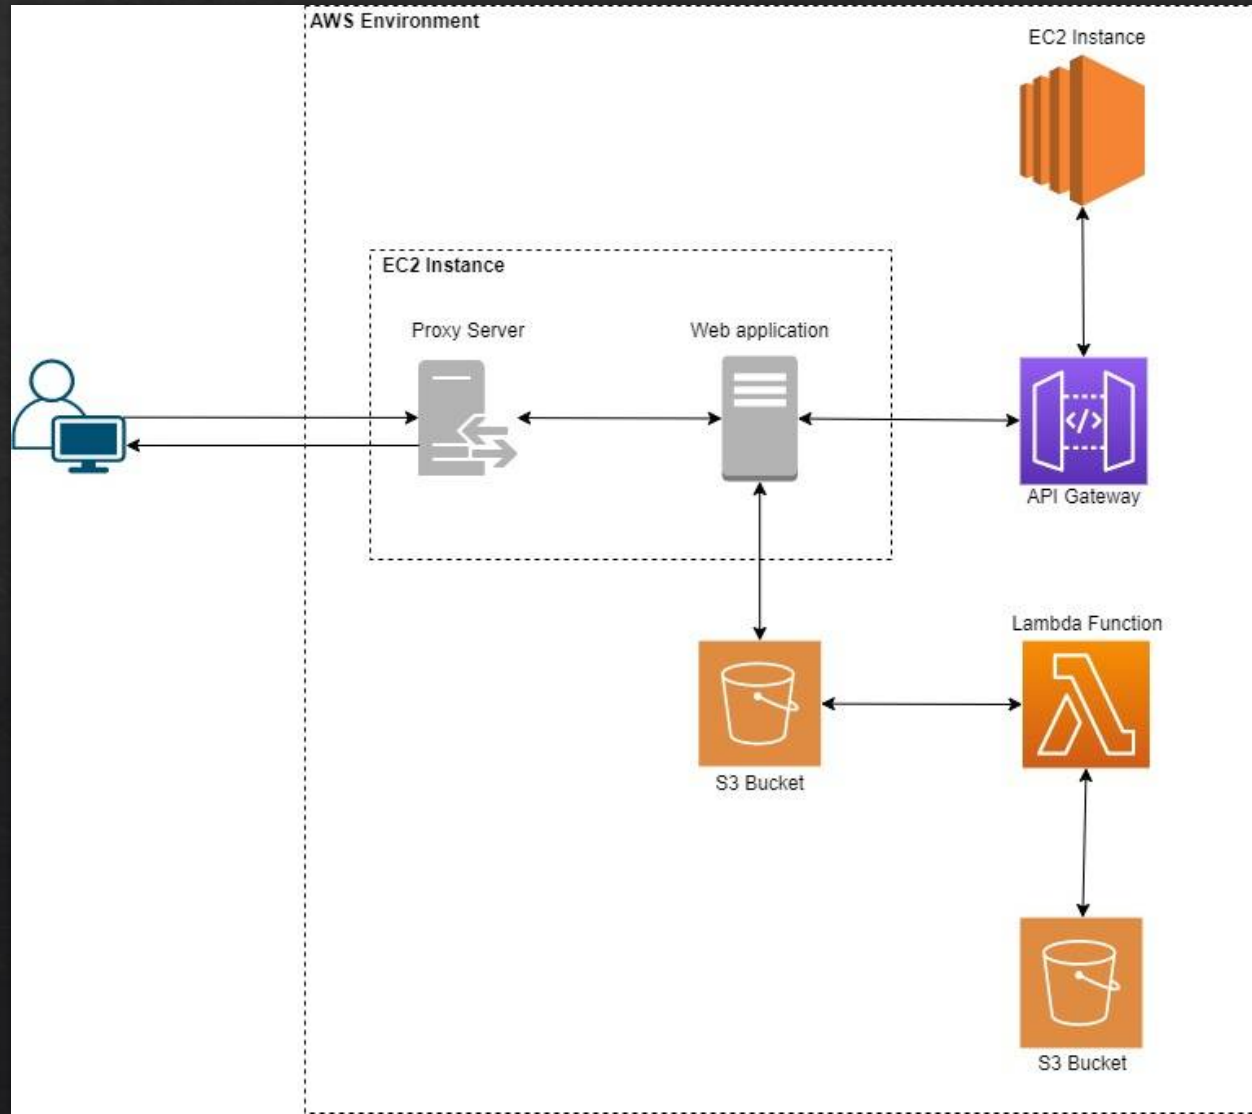 AWS Environment
EC2 Instance
EC2 Instance
Proxy Server
Web application
</>
API Gateway
Lambda Function
S3 Bucket
S3 Bucket